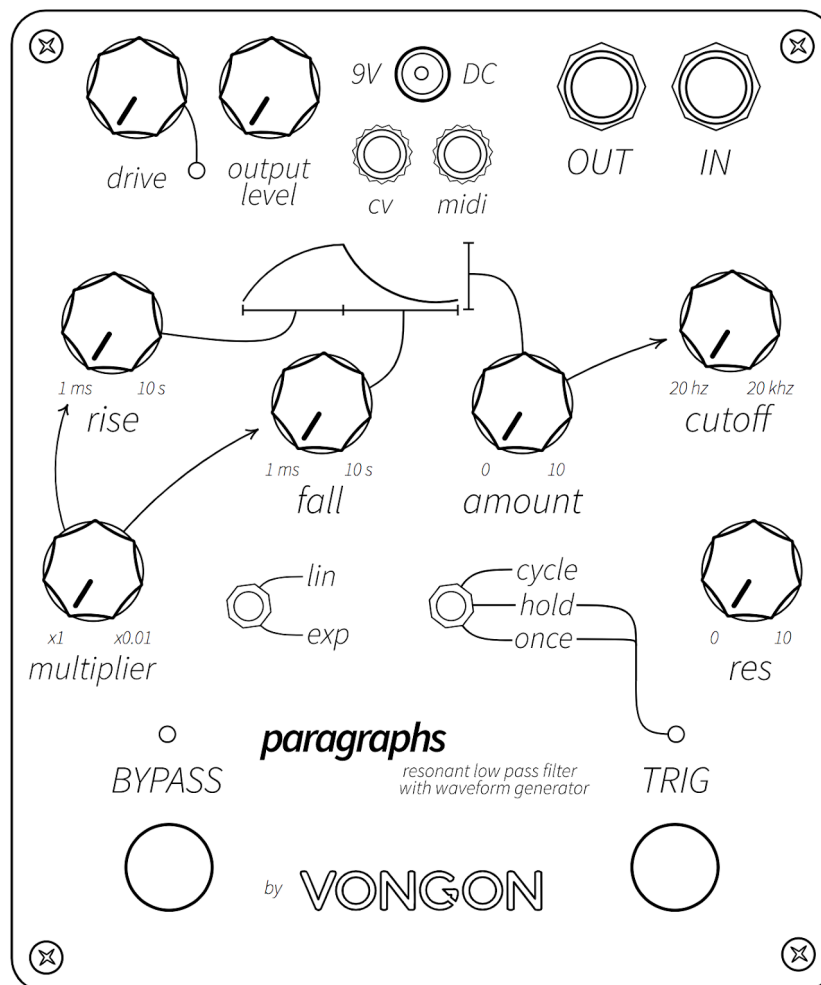 9V DC
OUT IN
drive
output
level
cv midi
1 ms 10 s
rise
20 hz 20 khz
cutoff
1 ms 10 s
fall
0 10
amount
x1 x0.01
multiplier
lin
exp
cycle
hold
once
0 10
res
paragraphs
resonant low pass filter
with waveform generator
BYPASS
TRIG
by VONGON